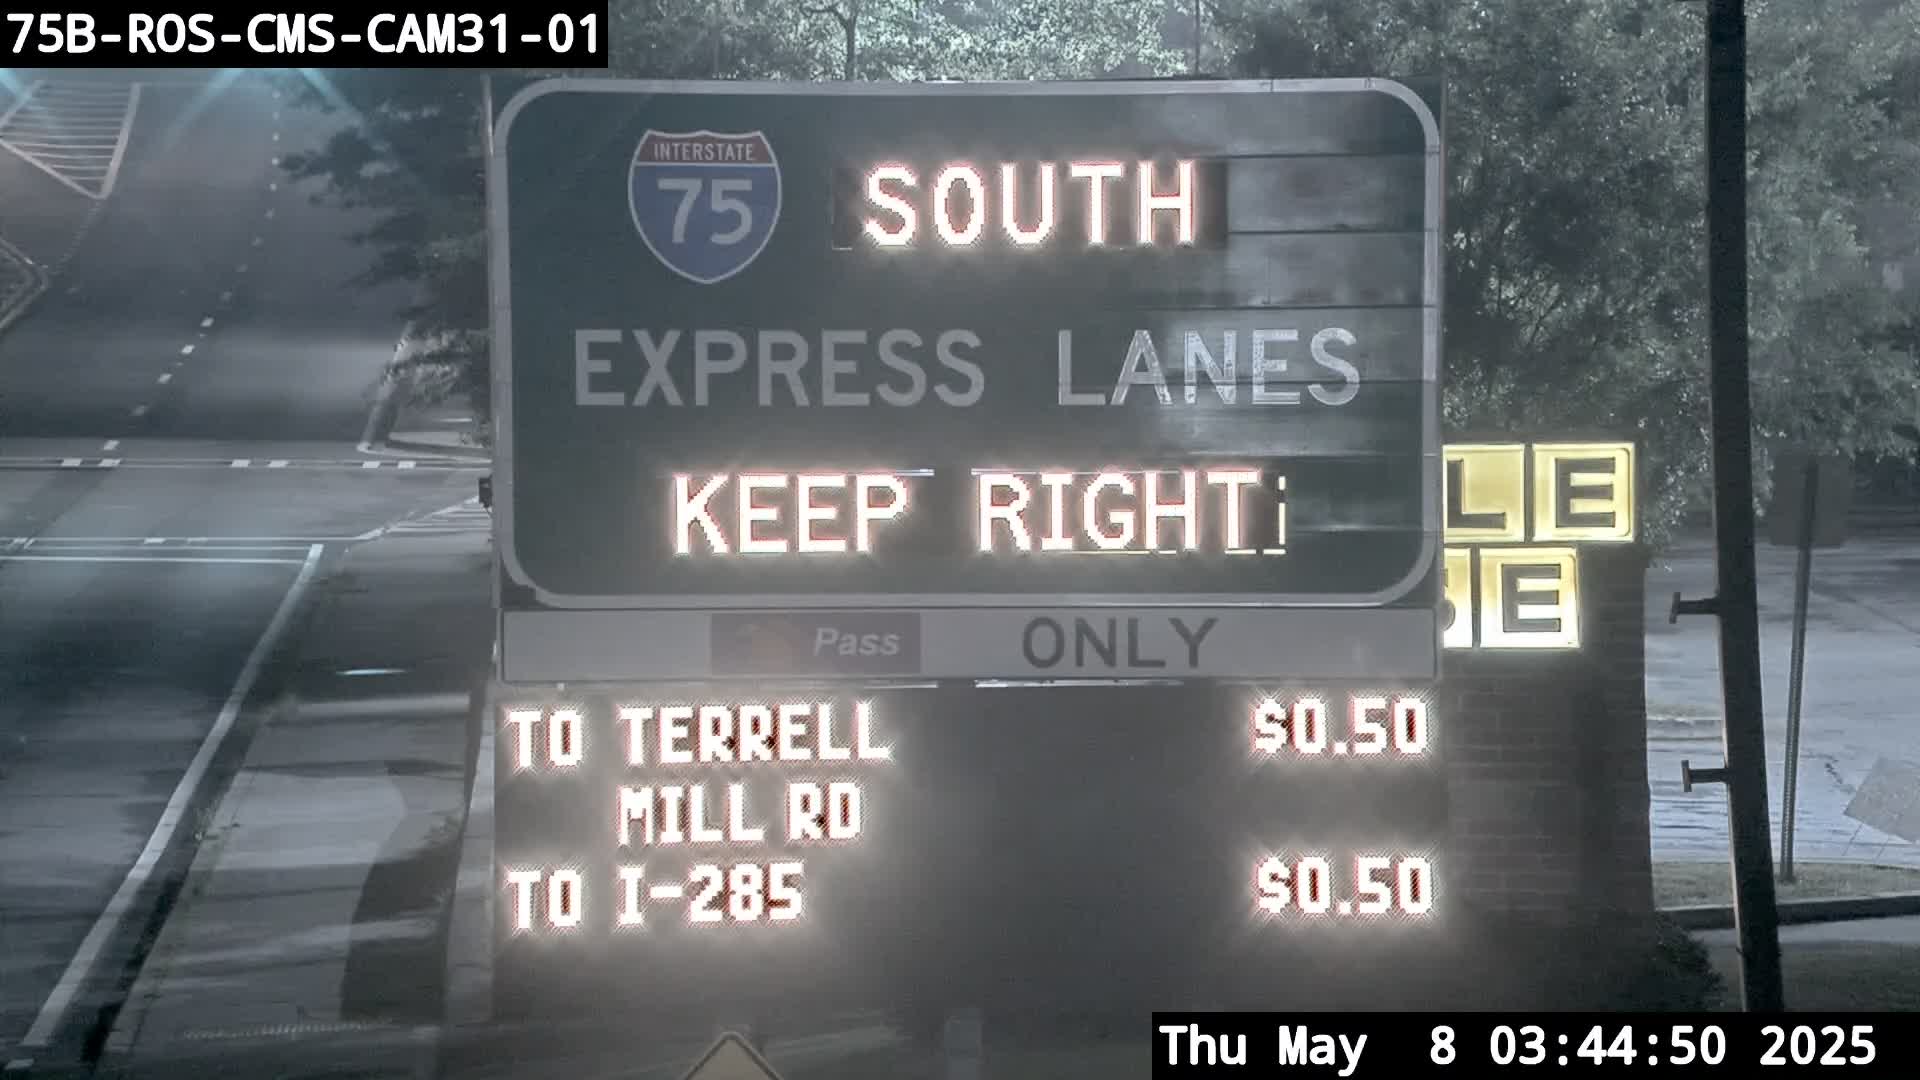 75B-ROS-CMS-CAM31-01
INTERSTATE
75
SOUTH
EXPRESS LANES
KEEP RIGHT
Pass ONLY
TO TERRELL $0.50
MILL RD
TO I-285 $0.50
LE
E
Thu May 8 03:44:50 2025